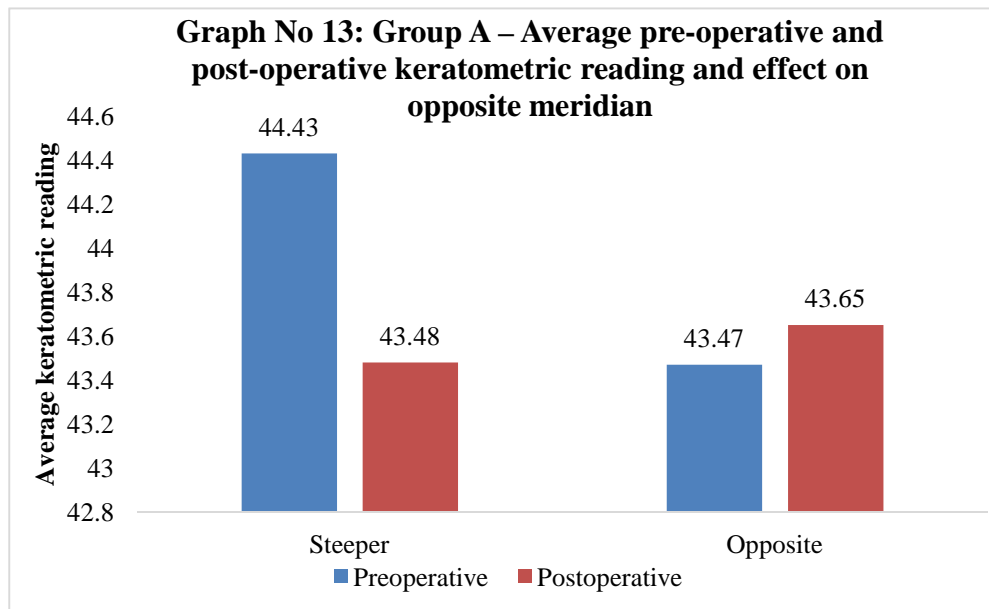 Graph No 13: Group A – Average pre-operative and
post-operative keratometric reading and effect on
opposite meridian
Average keratometric reading
44.6
44.4
44.2
44
43.8
43.6
43.4
43.2
43
42.8
44.43
43.48
43.47
43.65
Steeper
Opposite
Preoperative
Postoperative